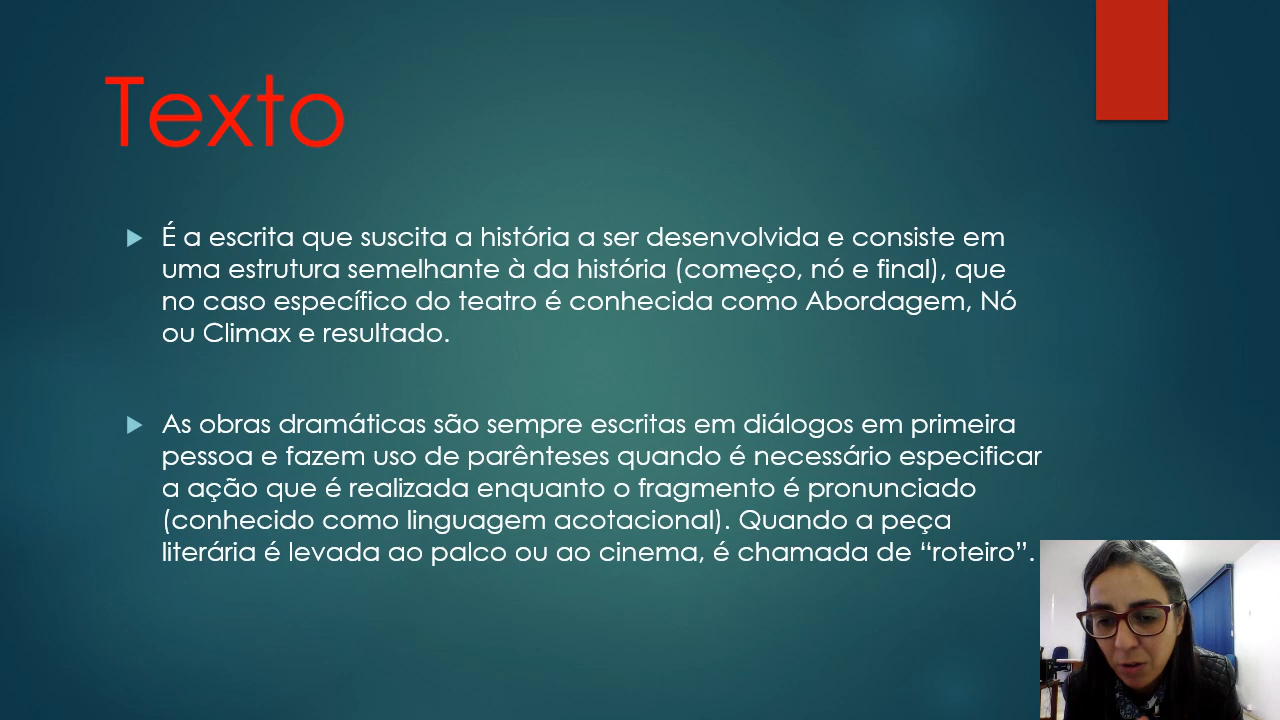 Texto
É a escrita que suscita a história a ser desenvolvida e consiste em
uma estrutura semelhante à da história (começo, nó e final), que
no caso específico do teatro é conhecida como Abordagem, Nó
ou Climax e resultado.
As obras dramáticas são sempre escritas em diálogos em primeira
pessoa e fazem uso de parênteses quando é necessário especificar
a ação que é realizada enquanto o fragmento é pronunciado
(conhecido como linguagem acotacional). Quando a peça
literária é levada ao palco ou ao cinema, é chamada de “roteiro”.